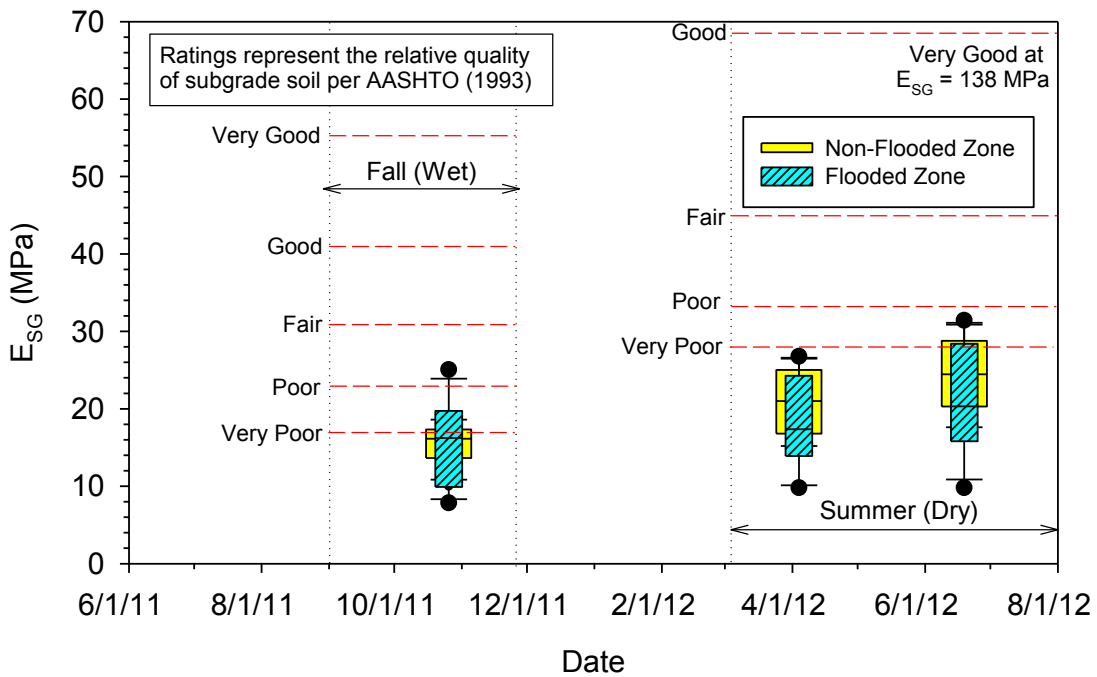 70
60
50
40
30
20
10
0
E_SG (MPa)
Ratings represent the relative quality
of subgrade soil per AASHTO (1993)
Very Good
Fall (Wet)
Good
Fair
Poor
Very Poor
Good
Very Good at
E_SG = 138 MPa
Non-Flooded Zone
Flooded Zone
Fair
Poor
Very Poor
Summer (Dry)
6/1/11
8/1/11
10/1/11
12/1/11
2/1/12
4/1/12
6/1/12
8/1/12
Date